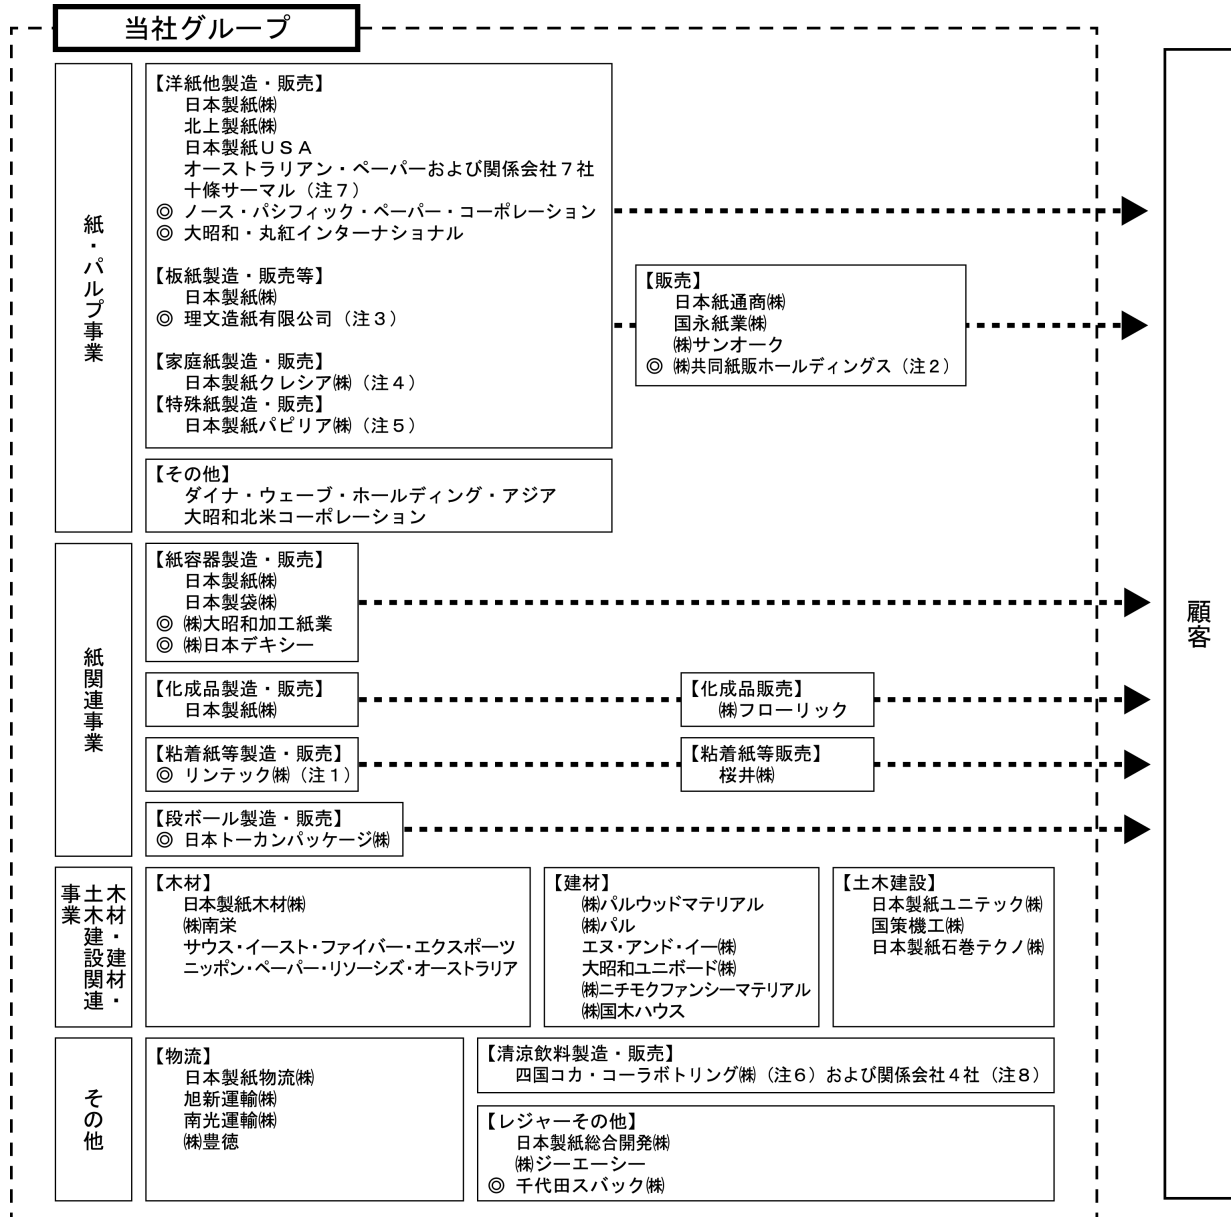 当社グループ
紙・パルプ事業
【洋紙他製造・販売】
日本製紙㈱
北上製紙㈱
日本製紙ＵＳＡ
オーストラリアン・ペーパーおよび関係会社７社
十條サーマル（注７）
◎ ノース・パシフィック・ペーパー・コーポレーション
◎ 大昭和・丸紅インターナショナル
【板紙製造・販売等】
日本製紙㈱
◎ 理文造紙有限公司（注３）
【家庭紙製造・販売】
日本製紙クレシア㈱（注４）
【特殊紙製造・販売】
日本製紙パピリア㈱（注５）
【販売】
日本紙通商㈱
国永紙業㈱
㈱サンオーク
◎ ㈱共同紙販ホールディングス（注２）
【その他】
ダイナ・ウェーブ・ホールディング・アジア
大昭和北米コーポレーション
紙関連事業
【紙容器製造・販売】
日本製紙㈱
日本製袋㈱
◎ ㈱大昭和加工紙業
◎ ㈱日本デキシー
【化成品製造・販売】
日本製紙㈱
【化成品販売】
㈱フローリック
【粘着紙等製造・販売】
◎ リンテック㈱（注１）
【粘着紙等販売】
桜井㈱
【段ボール製造・販売】
◎ 日本トーカンパッケージ㈱
木材・建材・
土木建設関連
事業
【木材】
日本製紙木材㈱
㈱南栄
サウス・イースト・ファイバー・エクスポーツ
ニッポン・ペーパー・リソーシズ・オーストラリア
【建材】
㈱パルウッドマテリアル
㈱パル
エヌ・アンド・イー㈱
大昭和ユニボード㈱
㈱ニチモクファンシーマテリアル
㈱国木ハウス
【土木建設】
日本製紙ユニテック㈱
国策機工㈱
日本製紙石巻テクノ㈱
その他
【物流】
日本製紙物流㈱
旭新運輸㈱
南光運輸㈱
㈱豊徳
【清涼飲料製造・販売】
四国コカ・コーラボトリング㈱（注６）および関係会社４社（注８）
【レジャーその他】
日本製紙総合開発㈱
㈱ジーエーシー
◎ 千代田スバック㈱
顧客